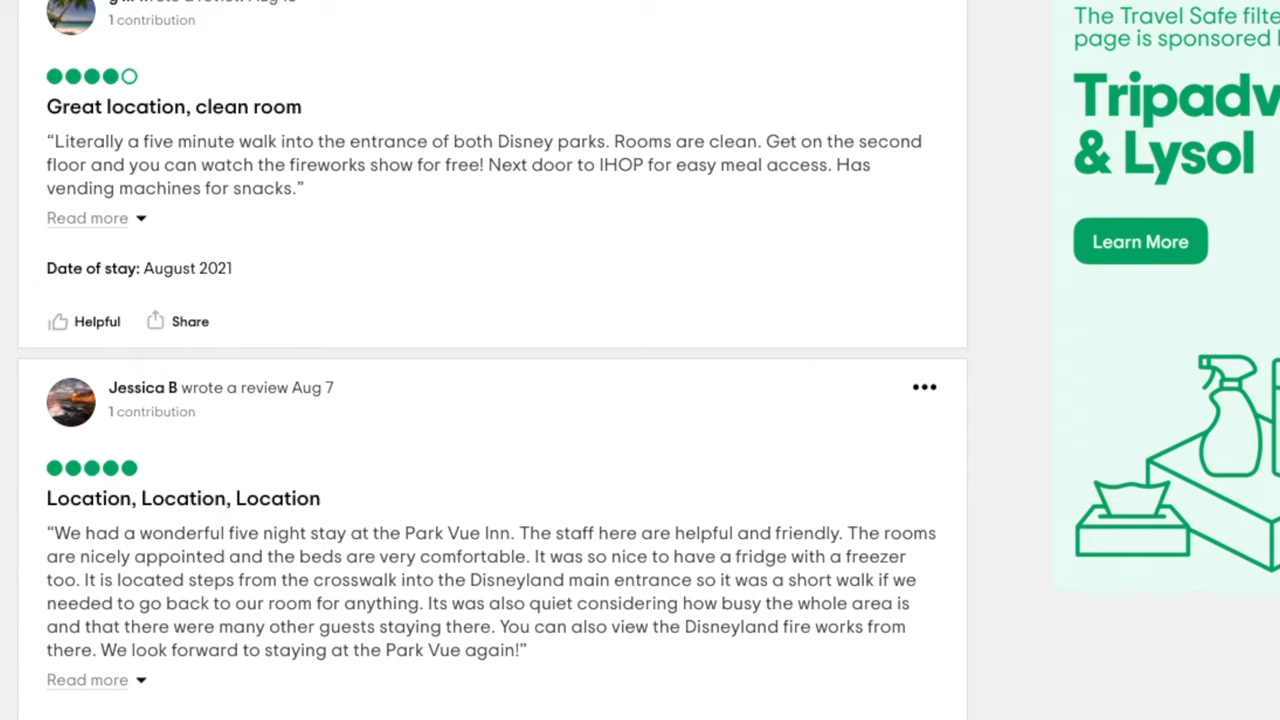 1 contribution
Great location, clean room
“Literally a five minute walk into the entrance of both Disney parks. Rooms are clean. Get on the second
floor and you can watch the fireworks show for free! Next door to IHOP for easy meal access. Has
vending machines for snacks.”
Read more
Date of stay: August 2021
Helpful Share
Jessica B wrote a review Aug 7
1 contribution
Location, Location, Location
“We had a wonderful five night stay at the Park Vue Inn. The staff here are helpful and friendly. The rooms
are nicely appointed and the beds are very comfortable. It was so nice to have a fridge with a freezer
too. It is located steps from the crosswalk into the Disneyland main entrance so it was a short walk if we
needed to go back to our room for anything. Its was also quiet considering how busy the whole area is
and that there were many other guests staying there. You can also view the Disneyland fire works from
there. We look forward to staying at the Park Vue again!”
Read more
The Travel Safe filte
page is sponsored
Tripadv
& Lysol
Learn More